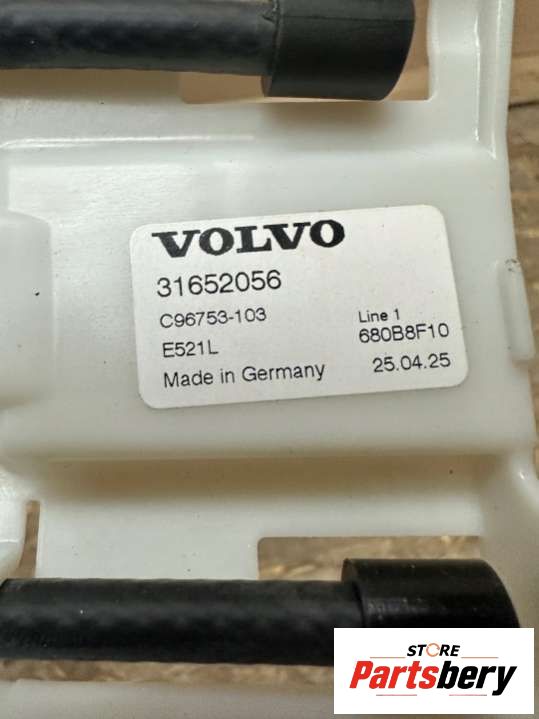 VOLVO
31652056
C96753-103
E521L
Made in Germany
Line 1
680B8F10
25.04.25
STORE
Partsbery